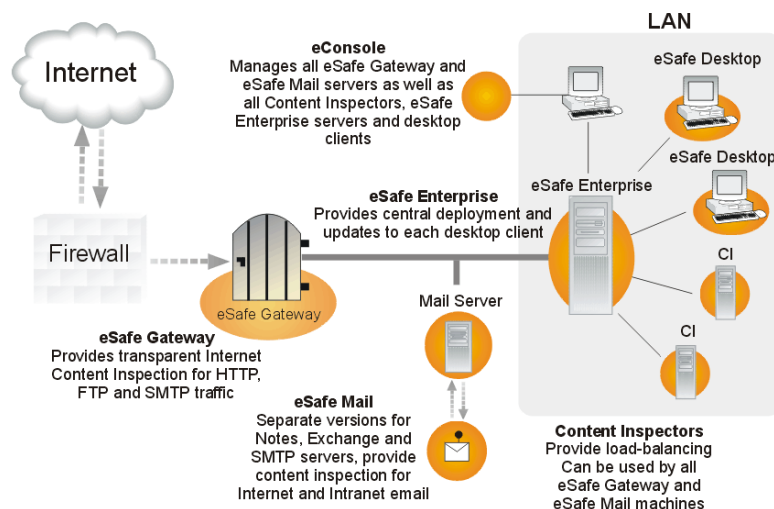 LAN
Internet
eConsole
Manages all eSafe Gateway and
eSafe Mail servers as well as
all Content Inspectors, eSafe
Enterprise servers and desktop
clients
eSafe Desktop
eSafe Desktop
eSafe Enterprise
eSafe Enterprise
Provides central deployment and
updates to each desktop client
Firewall
eSafe Gateway
CI
CI
Mail Server
eSafe Gateway
Provides transparent Internet
Content Inspection for HTTP,
FTP and SMTP traffic
eSafe Mail
Separate versions for
Notes, Exchange and
SMTP servers, provide
content inspection for
Internet and Intranet email
Content Inspectors
Provide load-balancing
Can be used by all
eSafe Gateway and
eSafe Mail machines